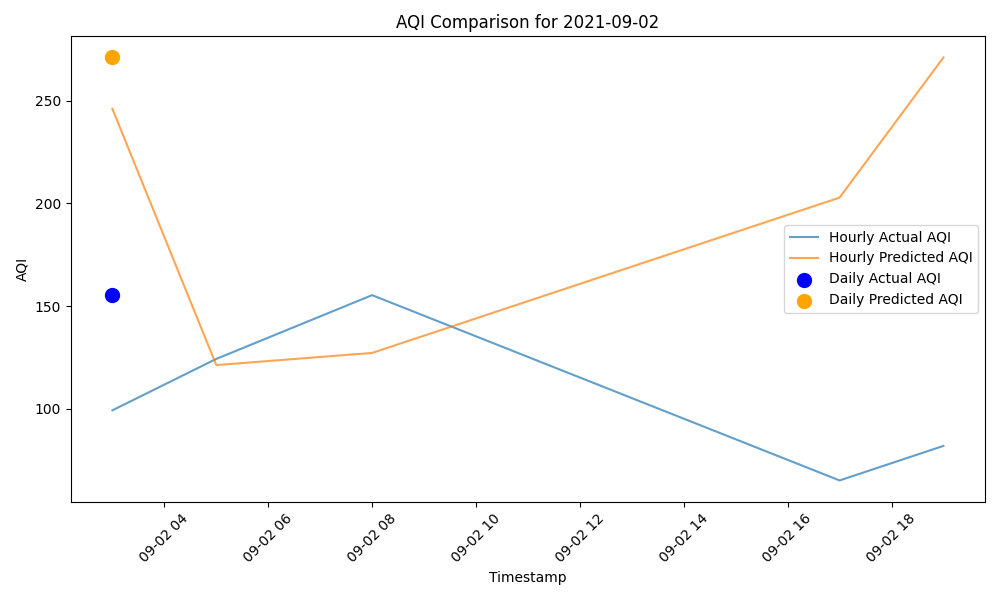 AQI Comparison for 2021-09-02
AQI
250
200
150
100
Hourly Actual AQI
Hourly Predicted AQI
Daily Actual AQI
Daily Predicted AQI
09-02 04
09-02 06
09-02 08
09-02 10
09-02 12
09-02 14
09-02 16
09-02 18
Timestamp